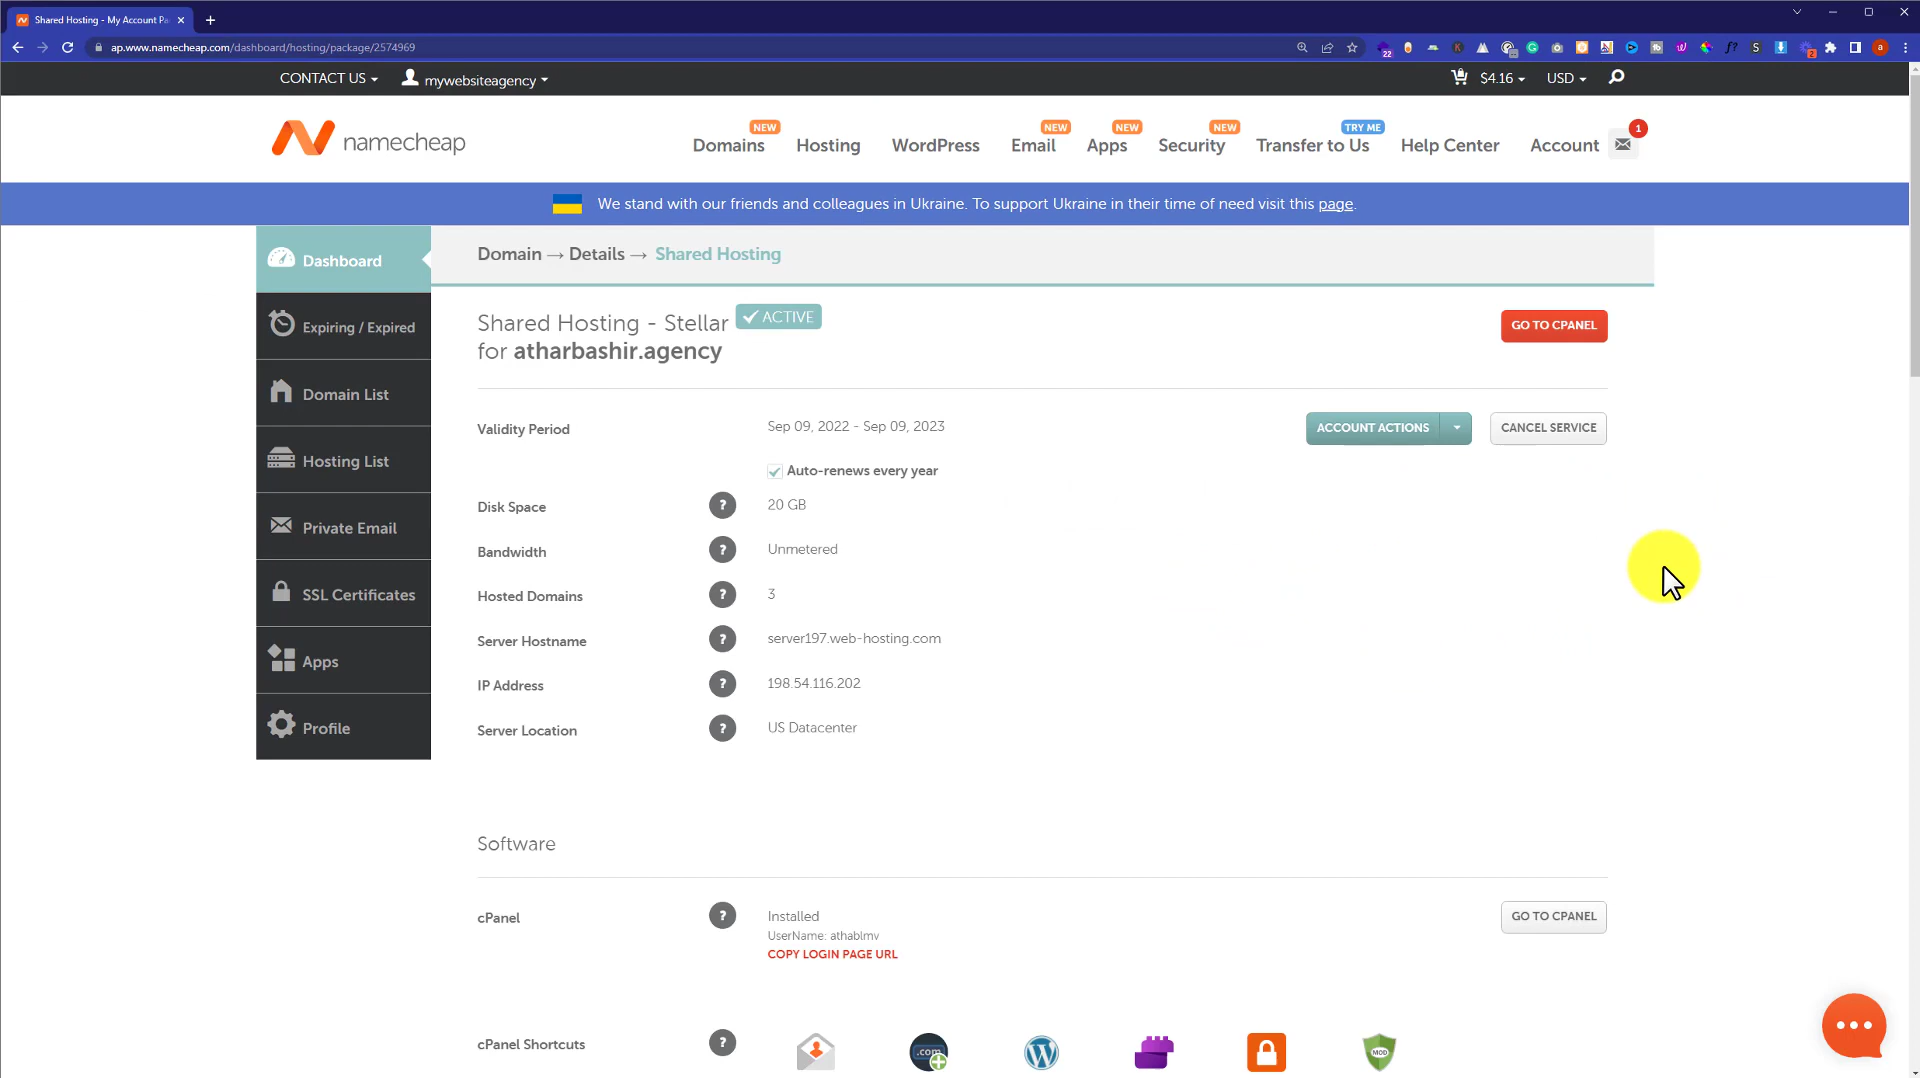 Shared Hosting - My Account Pa
ap.www.namecheap.com/dashboard/hosting/package/2574969
22
2
a
CONTACT US
mywebsiteagency
$4.16
USD
namecheap
NEW
NEW
NEW
NEW
TRY ME
1
Domains
Hosting
WordPress
Email
Apps
Security
Transfer to Us
Help Center
Account
We stand with our friends and colleagues in Ukraine. To support Ukraine in their time of need visit this page.
Dashboard
Expiring / Expired
Domain List
Hosting List
Private Email
SSL Certificates
Apps
Profile
Domain → Details → Shared Hosting
Shared Hosting - Stellar ACTIVE
for atharbashir.agency
GO TO CPANEL
Validity Period
Sep 09, 2022 - Sep 09, 2023
ACCOUNT ACTIONS
CANCEL SERVICE
Auto-renews every year
Disk Space ? 20 GB
Bandwidth ? Unmetered
Hosted Domains ? 3
Server Hostname ? server197.web-hosting.com
IP Address ? 198.54.116.202
Server Location ? US Datacenter
Software
cPanel ? Installed
GO TO CPANEL
UserName: athablmv
COPY LOGIN PAGE URL
cPanel Shortcuts ?
.com
MOD